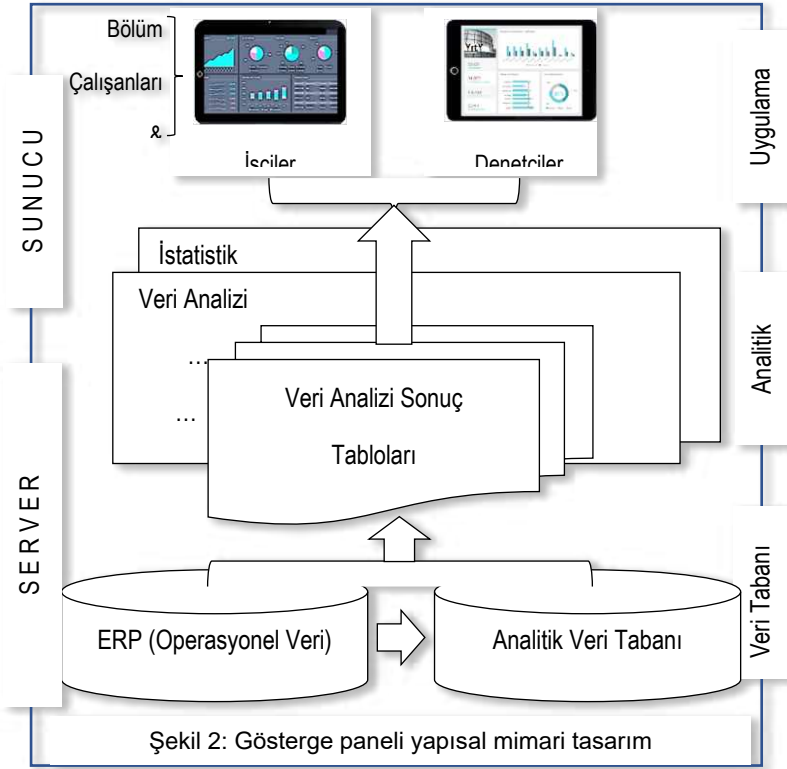 Bölüm
Çalışanları
&
İşçiler
Denetçiler
SUNUCU
Uygulama
İstatistik
Veri Analizi
...
...
Veri Analizi Sonuç
Tabloları
Analitik
SERVER
ERP (Operasyonel Veri)
Analitik Veri Tabanı
Veri Tabanı
Şekil 2: Gösterge paneli yapısal mimari tasarım